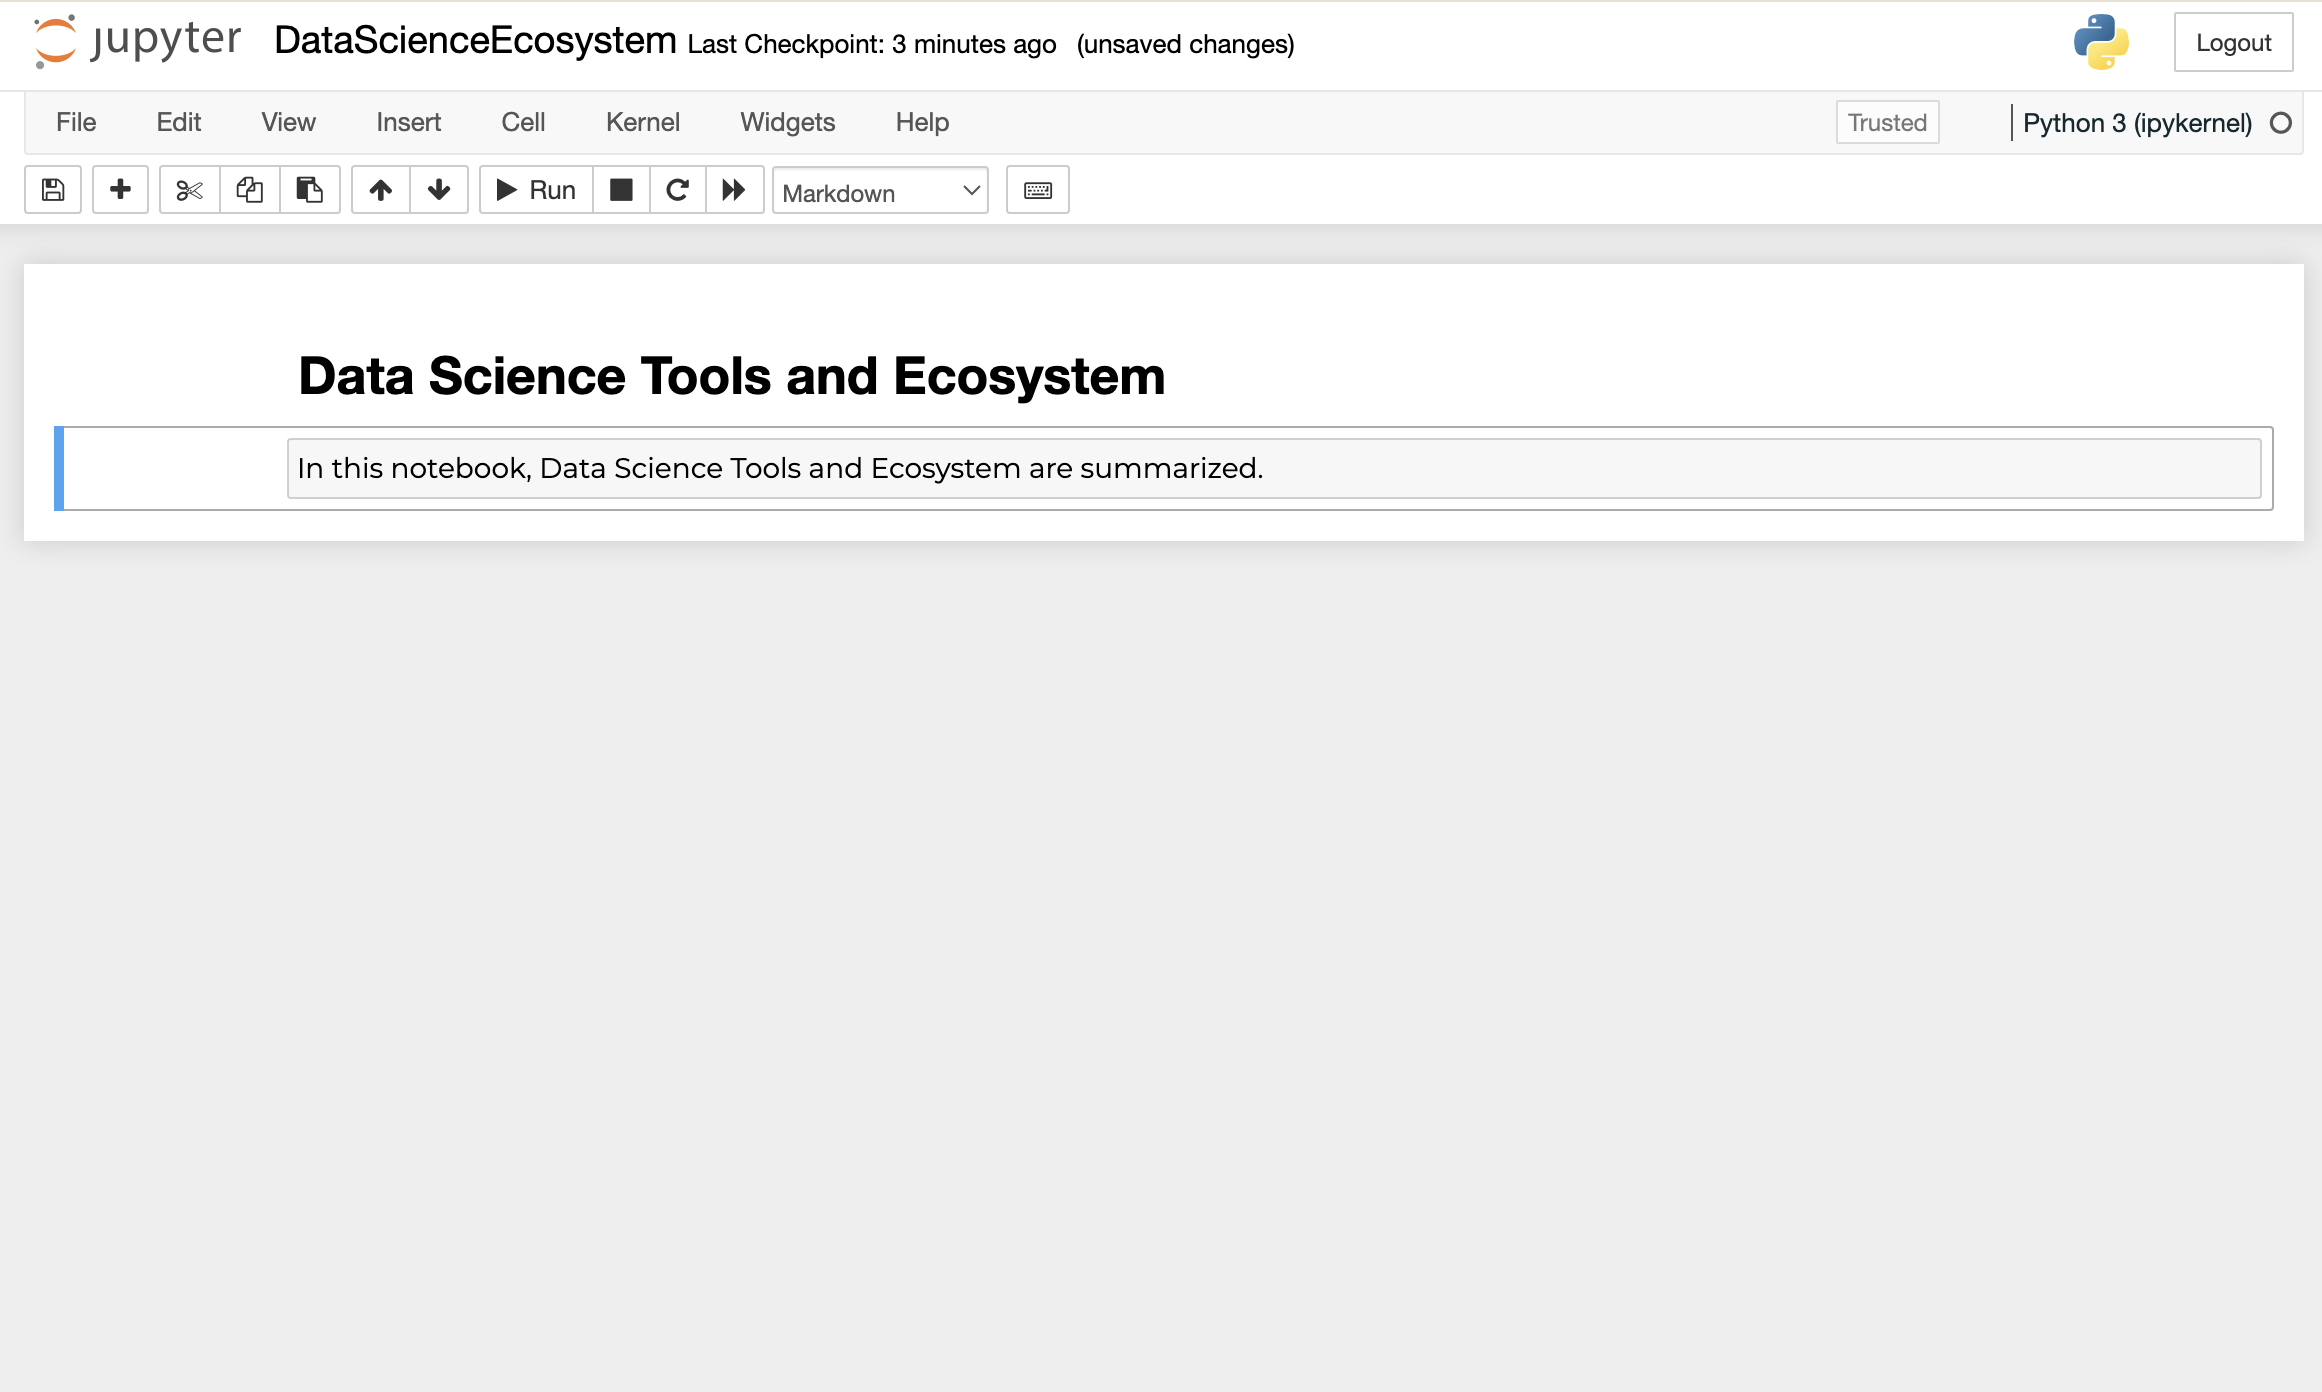 jupyter DataScienceEcosystem Last Checkpoint: 3 minutes ago (unsaved changes) Logout
File Edit View Insert Cell Kernel Widgets Help Trusted Python 3 (ipykernel)
Run Markdown
Data Science Tools and Ecosystem
In this notebook, Data Science Tools and Ecosystem are summarized.